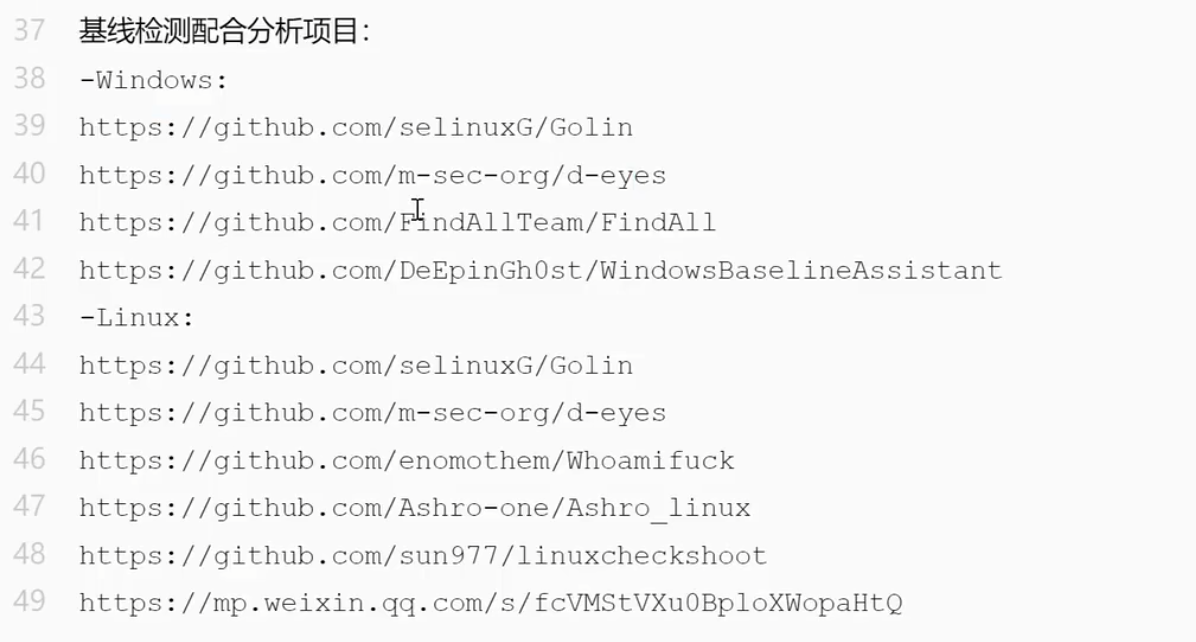 37 基线检测配合分析项目：
38 -Windows:
39 https://github.com/selinuxG/Golin
40 https://github.com/m-sec-org/d-eyes
41 https://github.com/FindAllTeam/FindAll
42 https://github.com/DeEpinGh0st/WindowsBaselineAssistant
43 -Linux:
44 https://github.com/selinuxG/Golin
45 https://github.com/m-sec-org/d-eyes
46 https://github.com/enomothem/Whoamifuck
47 https://github.com/Ashro-one/Ashro_linux
48 https://github.com/sun977/linuxcheckshoot
49 https://mp.weixin.qq.com/s/fcVMStVXu0BploXWopaHtQ